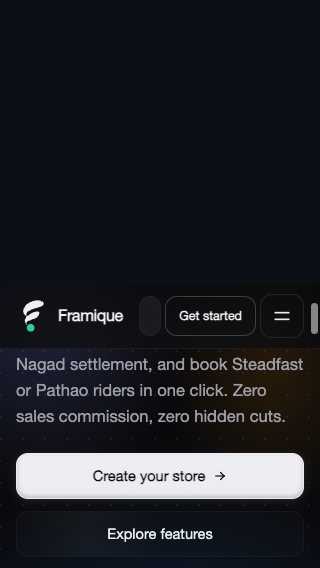 Framique
Get started
Nagad settlement, and book Steadfast
or Pathao riders in one click. Zero
sales commission, zero hidden cuts.
Create your store →
Explore features